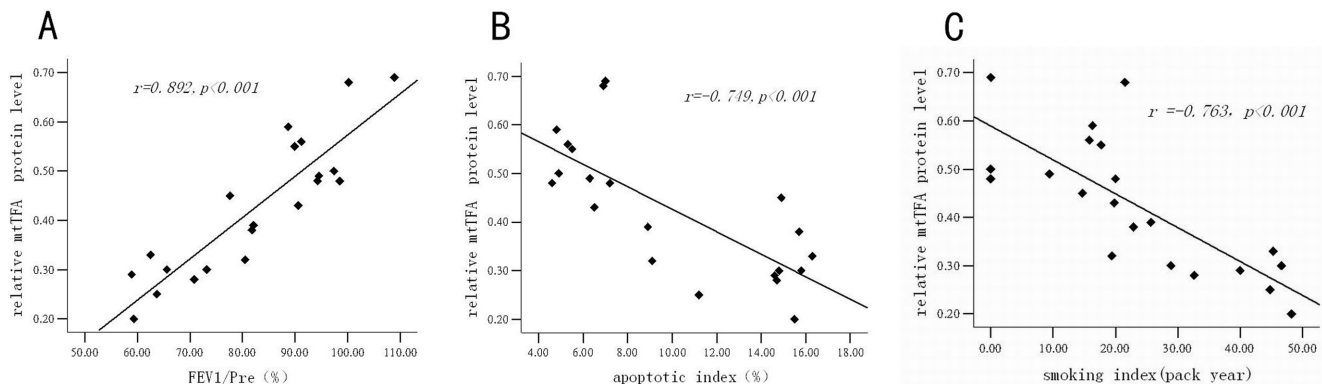 A
relative mtTFA protein level
0.70
0.60
0.50
0.40
0.30
0.20
r=0.892, p<0.001
50.00 60.00 70.00 80.00 90.00 100.00 110.00
FEV1/Pre (%)
B
relative mtTFA protein level
0.70
0.60
0.50
0.40
0.30
0.20
r=-0.749, p<0.001
4.00 6.00 8.00 10.00 12.00 14.00 16.00 18.00
apoptotic index (%)
C
relative mtTFA protein level
0.70
0.60
0.50
0.40
0.30
0.20
r =-0.763, p<0.001
0.00 10.00 20.00 30.00 40.00 50.00
smoking index(pack year)